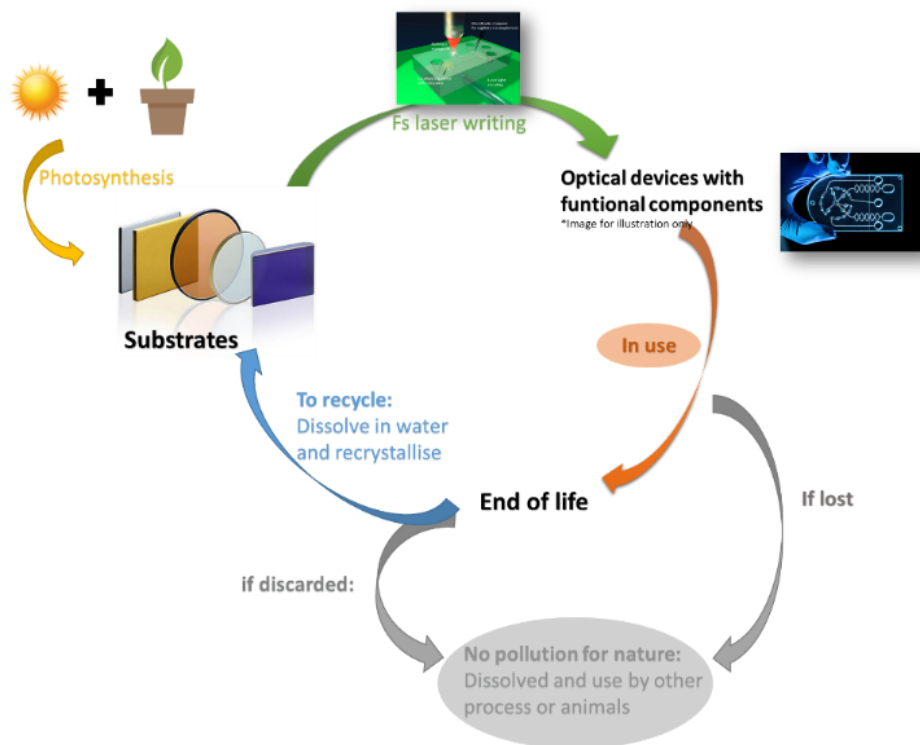 Fs laser writing
Photosynthesis
Optical devices with
funtional components
*Image for illustration only
Substrates
In use
To recycle:
Dissolve in water
and recrystallise
End of life
If lost
if discarded:
No pollution for nature:
Dissolved and use by other
process or animals